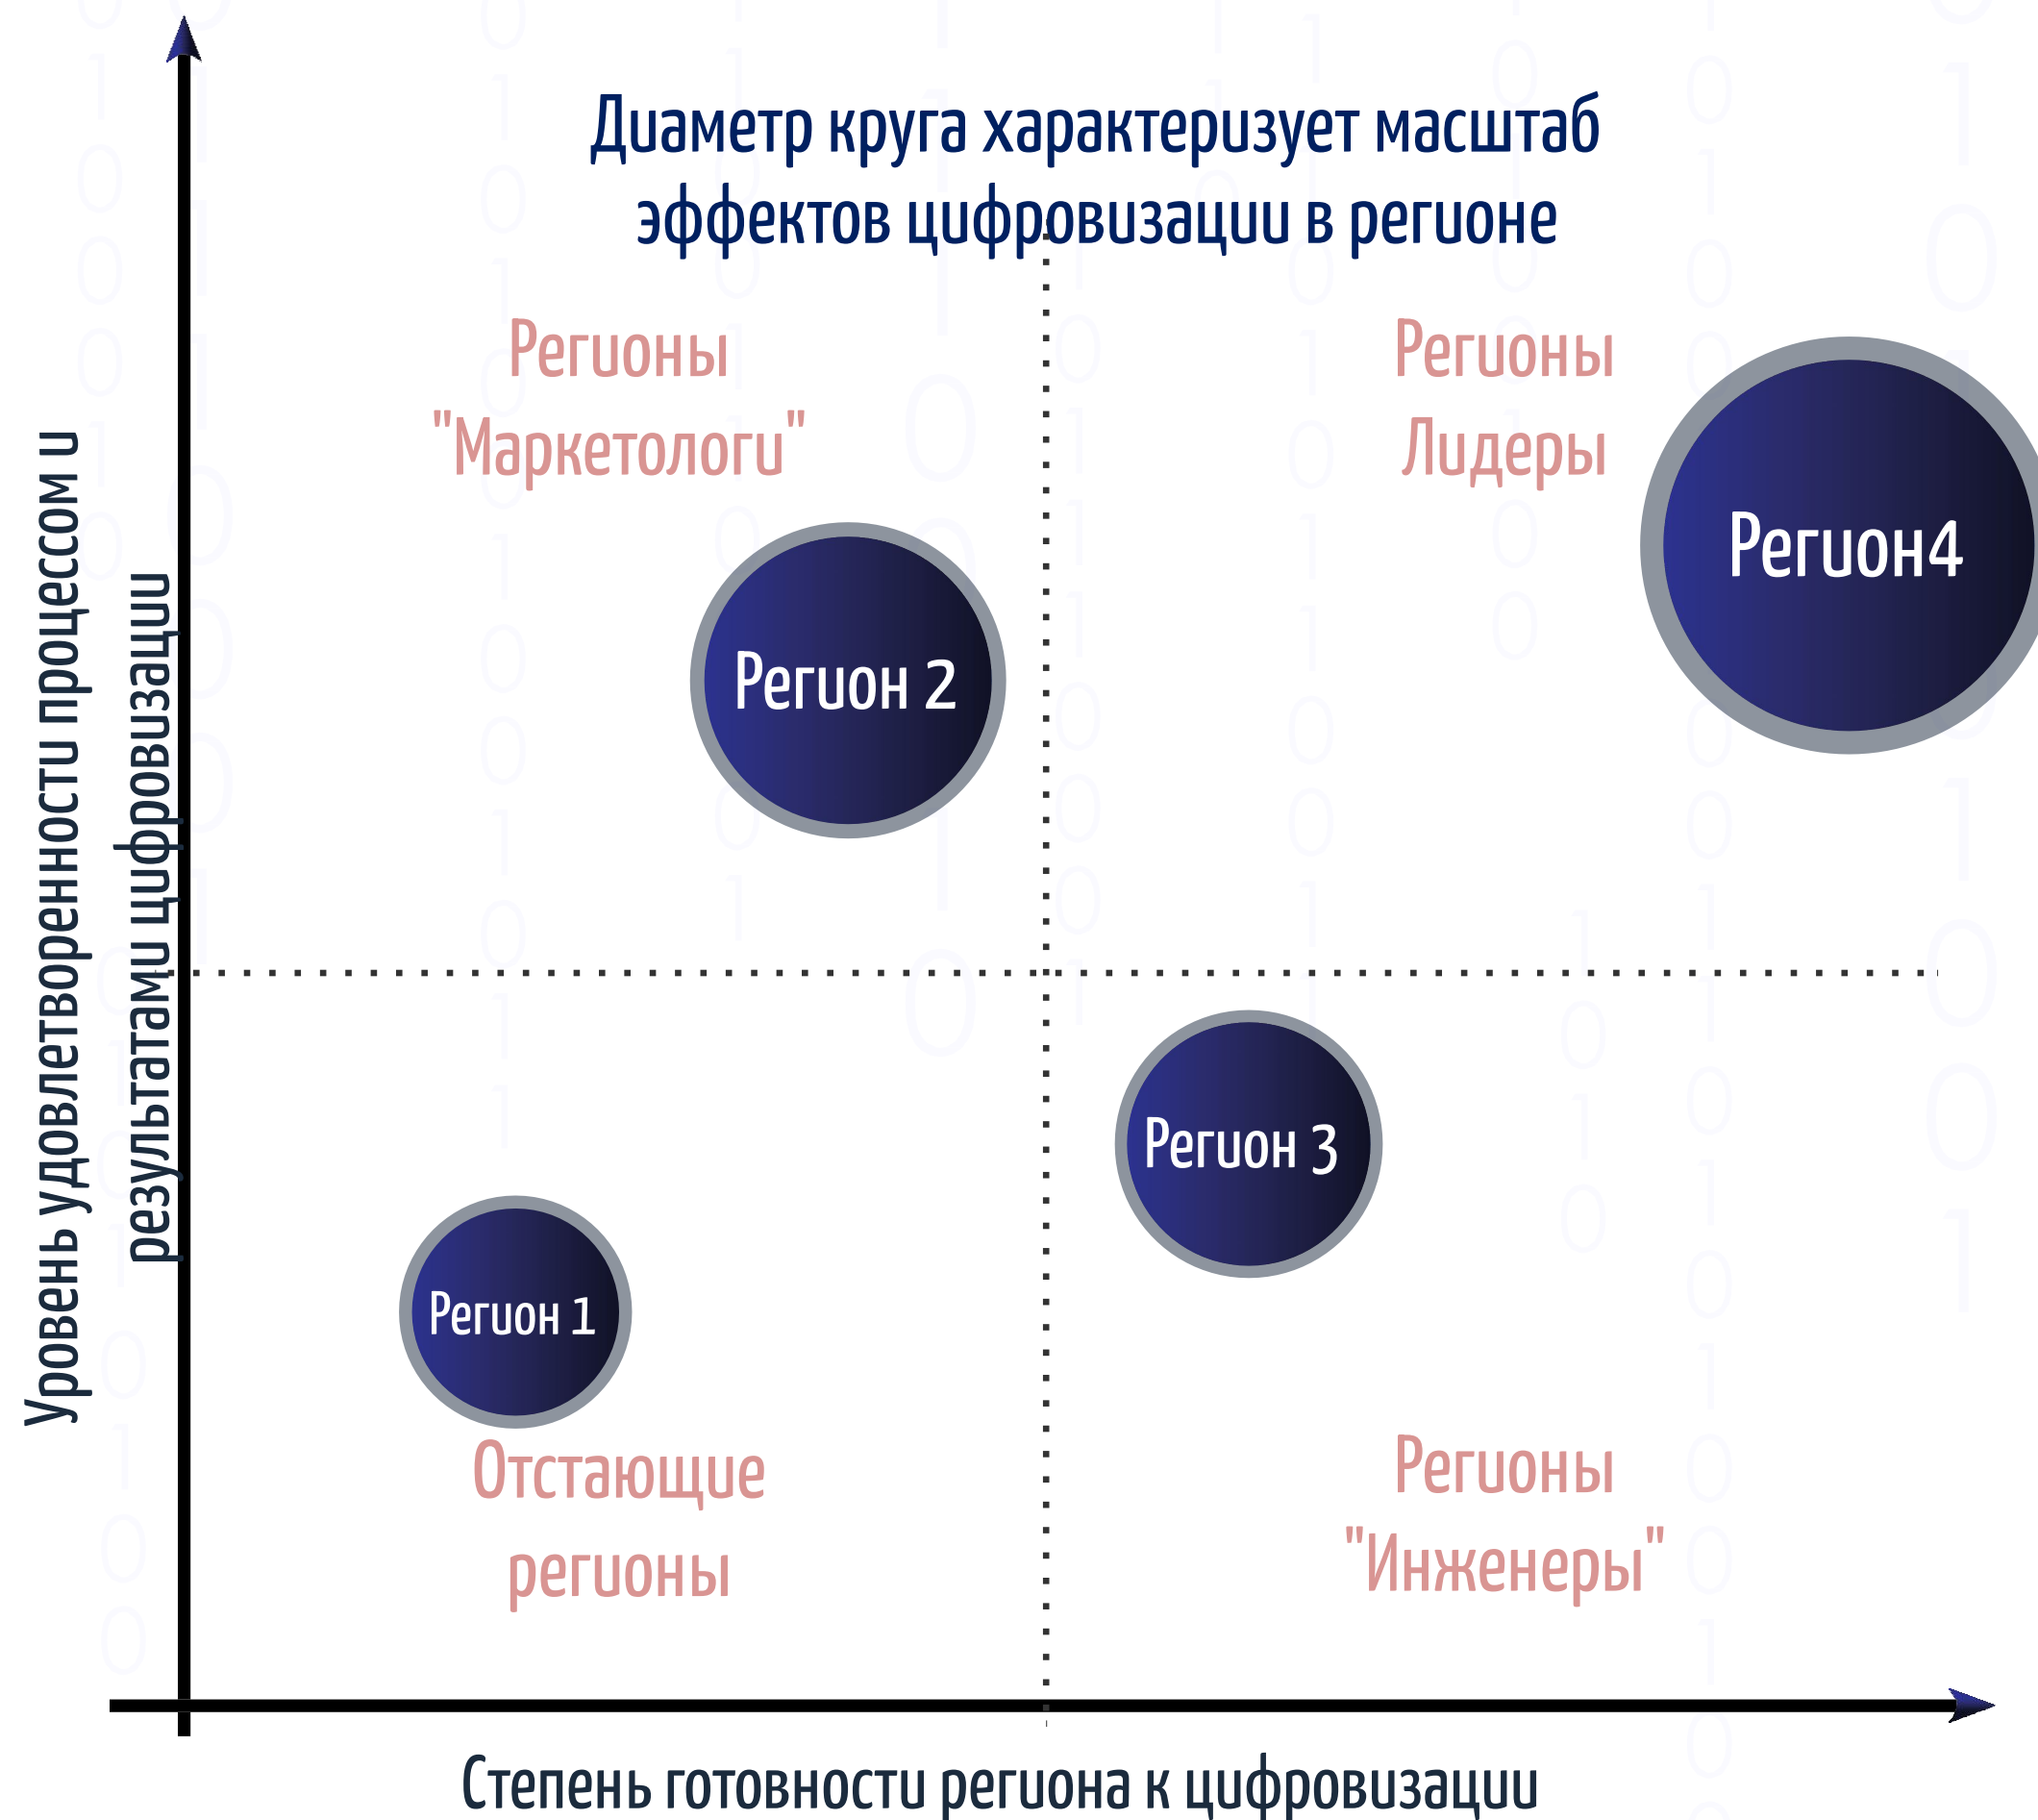 Диаметр круга характеризует масштаб
эффектов цифровизации в регионе
Регионы
"Маркетологи"
Регионы
Лидеры
Регион4
Регион 2
Уровень удовлетворенности процессом и
результатами цифровизации
Регион 3
Регион 1
Отстающие
регионы
Регионы
"Инженеры"
Степень готовности региона к цифровизации